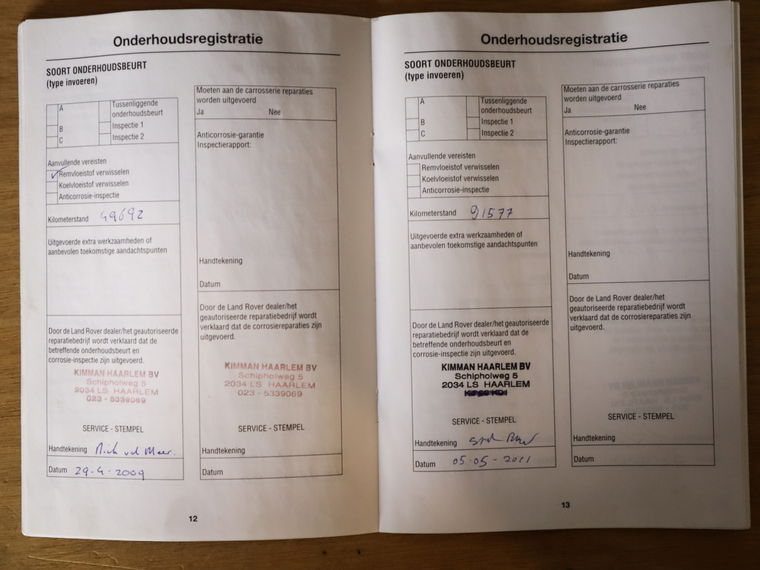 Onderhoudsregistratie
SOORT ONDERHOUDSBEURT
(type invoeren)
A
Tussenliggende
onderhoudsbeurt
B
Inspectie 1
C
Inspectie 2
Aanvullende vereisten
Remvloeistof verwisselen
Koelvloeistof verwisselen
Anticorrosie-inspectie
Kilometerstand 49692
Uitgevoerde extra werkzaamheden of
aanbevolen toekomstige aandachtspunten
Door de Land Rover dealer/het geautoriseerde
reparatiebedrijf wordt verklaard dat de
betreffende onderhoudsbeurt en
corrosie-inspectie zijn uitgevoerd.
KIMMAN HAARLEM BV
Schipholweg 5
2034 LS HAARLEM
023 - 5339069
SERVICE - STEMPEL
Handtekening
Datum 29-4-2009
Moeten aan de carrosserie reparaties
worden uitgevoerd
Ja Nee
Anticorrosie-garantie
Inspectierapport:
Handtekening
Datum
Door de Land Rover dealer/het
geautoriseerde reparatiebedrijf wordt
verklaard dat de corrosiereparaties zijn
uitgevoerd.
KIMMAN HAARLEM BV
Schipholweg 5
2034 LS HAARLEM
023 - 5339069
SERVICE - STEMPEL
Handtekening
Datum
12
Onderhoudsregistratie
SOORT ONDERHOUDSBEURT
(type invoeren)
A
Tussenliggende
onderhoudsbeurt
B
Inspectie 1
C
Inspectie 2
Aanvullende vereisten
Remvloeistof verwisselen
Koelvloeistof verwisselen
Anticorrosie-inspectie
Kilometerstand 91577
Uitgevoerde extra werkzaamheden of
aanbevolen toekomstige aandachtspunten
Door de Land Rover dealer/het geautoriseerde
reparatiebedrijf wordt verklaard dat de
betreffende onderhoudsbeurt en
corrosie-inspectie zijn uitgevoerd.
KIMMAN HAARLEM BV
Schipholweg 5
2034 LS HAARLEM
SERVICE - STEMPEL
Handtekening
Datum 05-05-2011
Moeten aan de carrosserie reparaties
worden uitgevoerd
Ja Nee
Anticorrosie-garantie
Inspectierapport:
Handtekening
Datum
Door de Land Rover dealer/het
geautoriseerde reparatiebedrijf wordt
verklaard dat de corrosiereparaties zijn
uitgevoerd.
SERVICE - STEMPEL
Handtekening
Datum
13